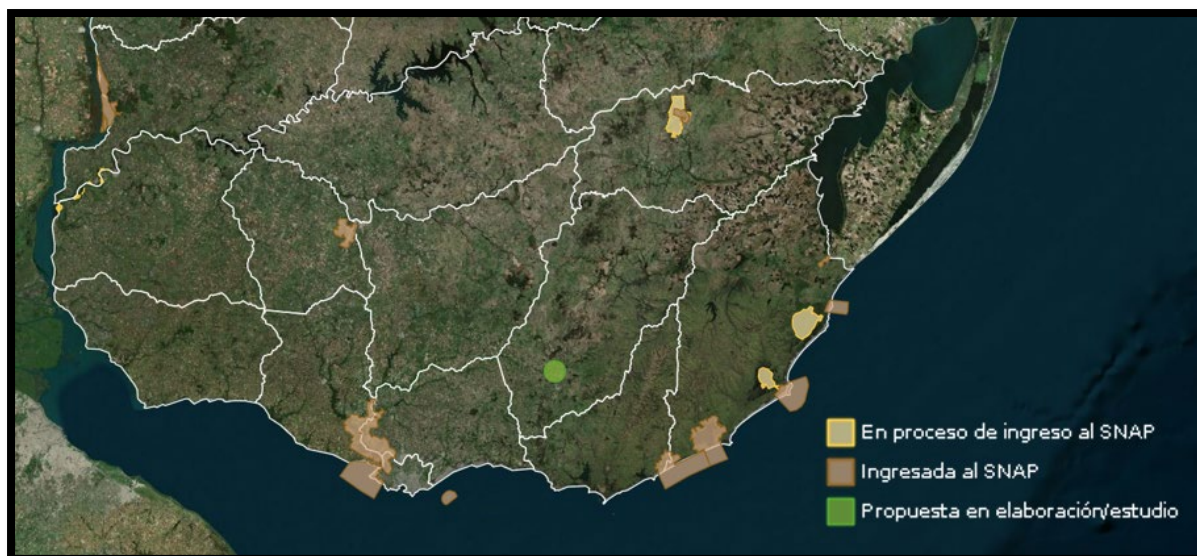 En proceso de ingreso al SNAP
Ingresada al SNAP
Propuesta en elaboración/estudio